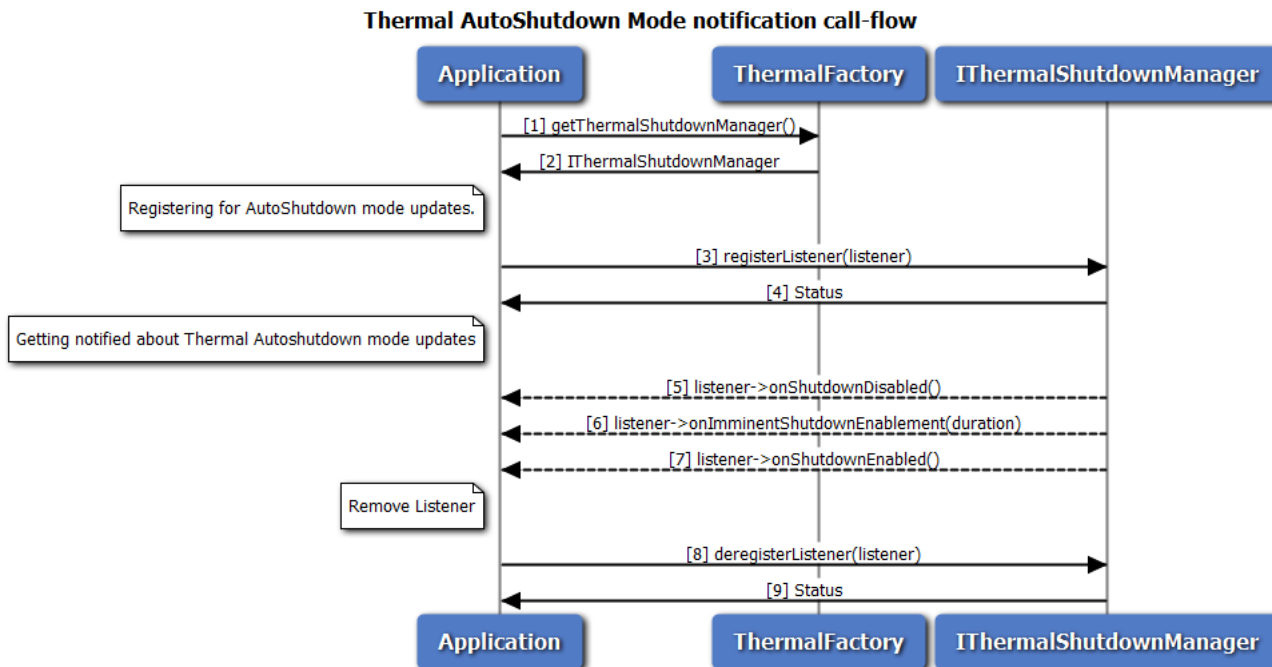 Thermal AutoShutdown Mode notification call-flow
Application
ThermalFactory
IThermalShutdownManager
[1] getThermalShutdownManager()
[2] IThermalShutdownManager
Registering for AutoShutdown mode updates.
[3] registerListener(listener)
[4] Status
Getting notified about Thermal Autoshutdown mode updates
[5] listener->onShutdownDisabled()
[6] listener->onImminentShutdownEnablement(duration)
[7] listener->onShutdownEnabled()
Remove Listener
[8] deregisterListener(listener)
[9] Status
Application
ThermalFactory
IThermalShutdownManager